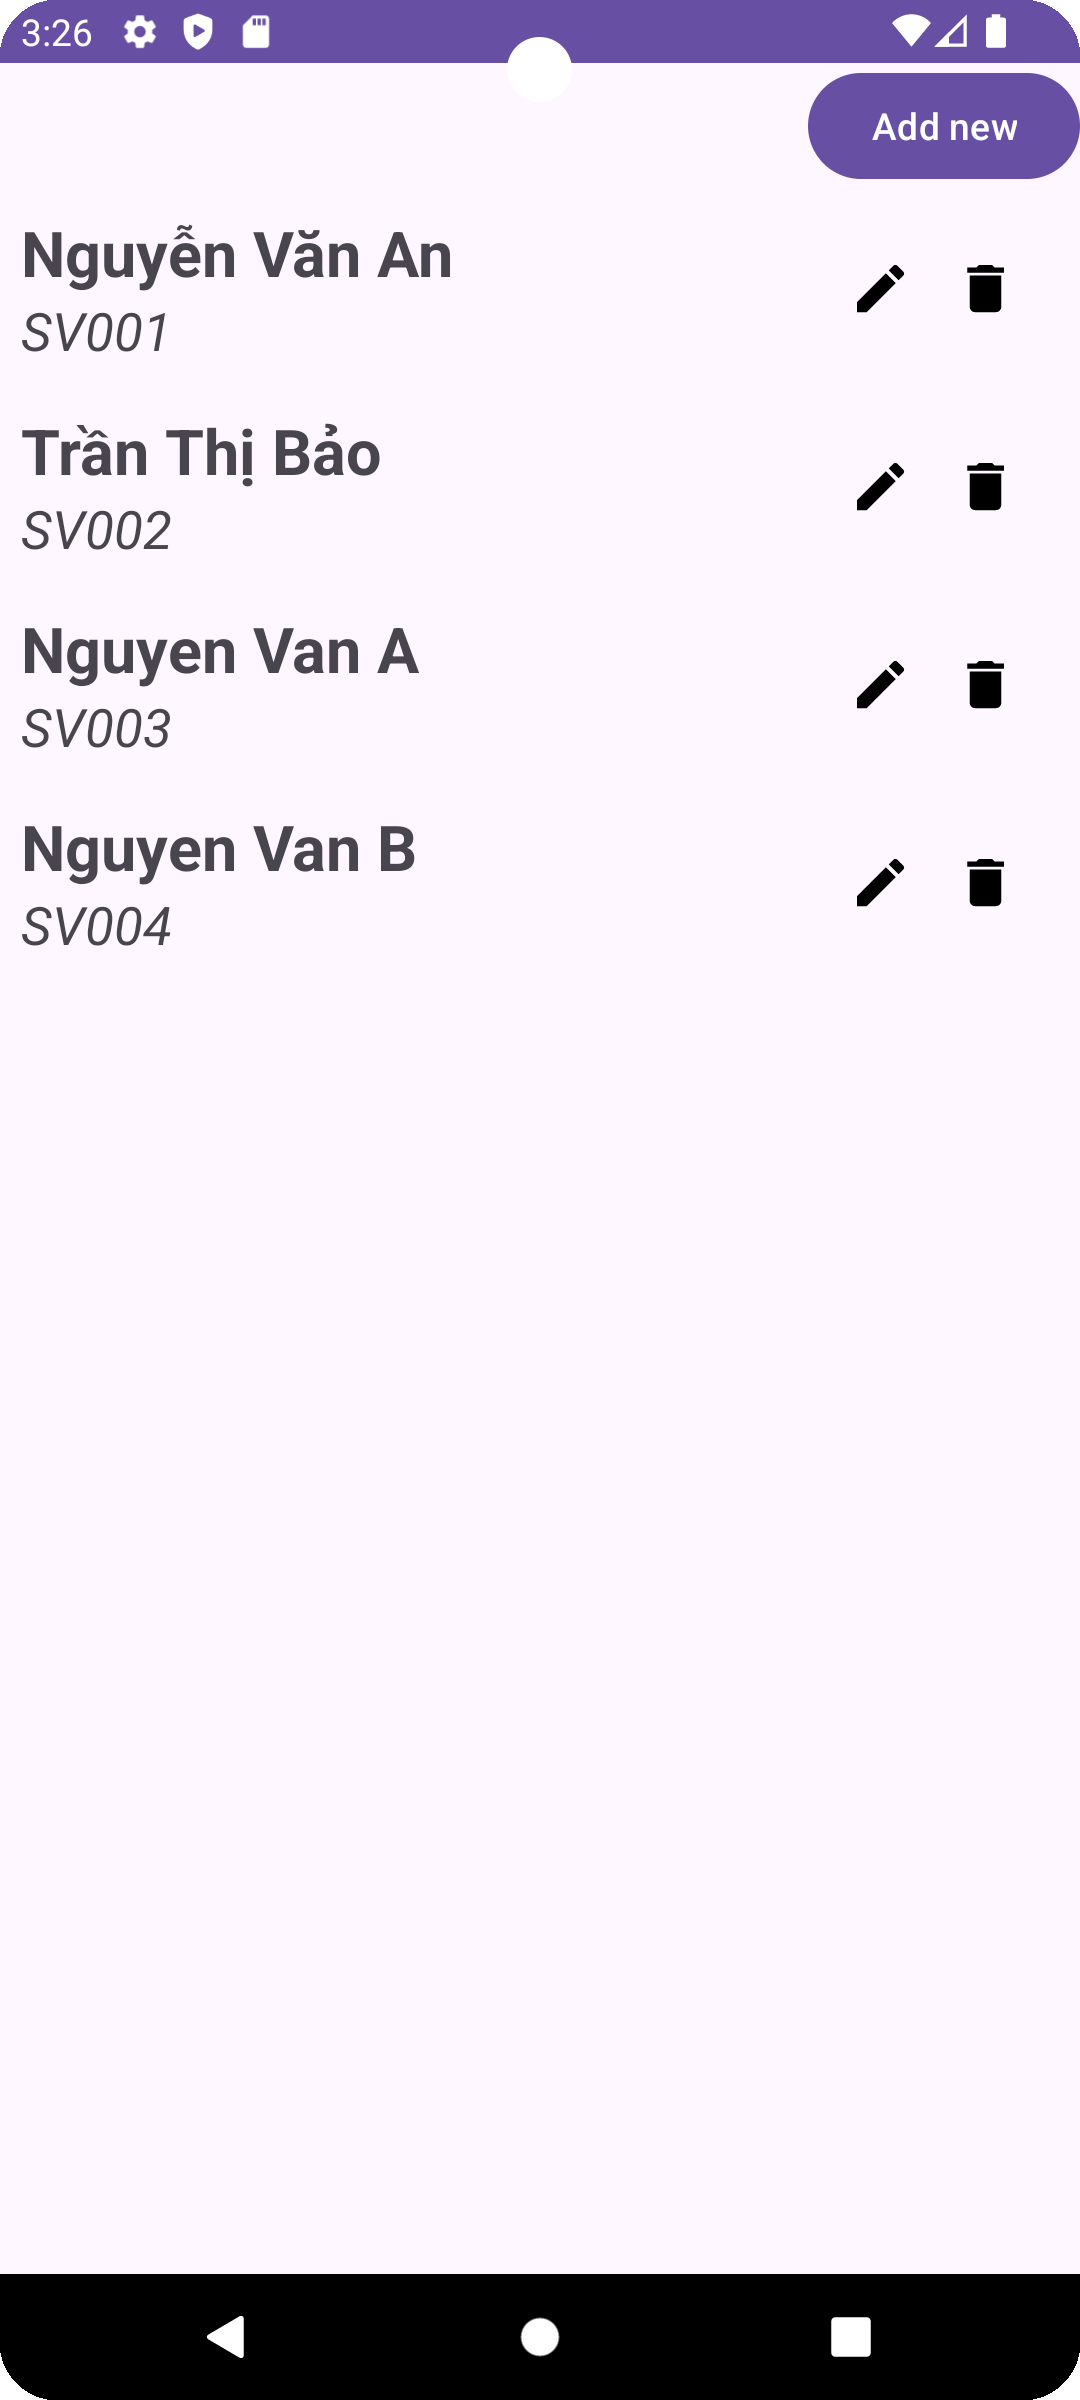 3:26
Add new
Nguyễn Văn An
SV001
Trần Thị Bảo
SV002
Nguyen Van A
SV003
Nguyen Van B
SV004